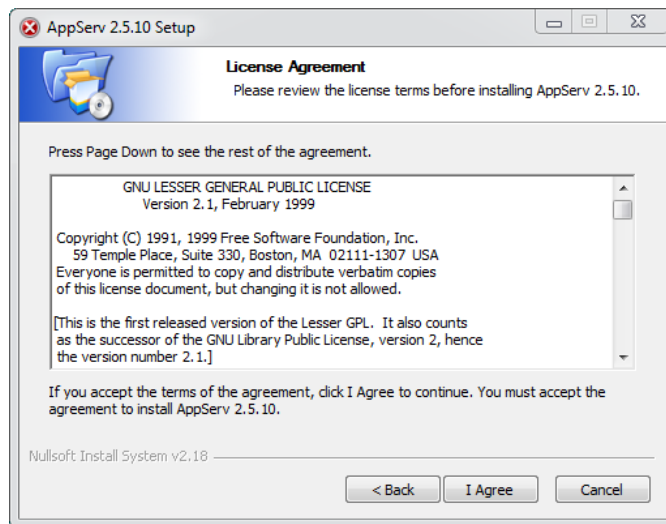 AppServ 2.5.10 Setup
License Agreement
Please review the license terms before installing AppServ 2.5.10.
Press Page Down to see the rest of the agreement.
GNU LESSER GENERAL PUBLIC LICENSE
Version 2.1, February 1999
Copyright (C) 1991, 1999 Free Software Foundation, Inc.
59 Temple Place, Suite 330, Boston, MA 02111-1307 USA
Everyone is permitted to copy and distribute verbatim copies
of this license document, but changing it is not allowed.
[This is the first released version of the Lesser GPL. It also counts
as the successor of the GNU Library Public License, version 2, hence
the version number 2.1.]
If you accept the terms of the agreement, click I Agree to continue. You must accept the
agreement to install AppServ 2.5.10.
Nullsoft Install System v2.18
< Back I Agree Cancel